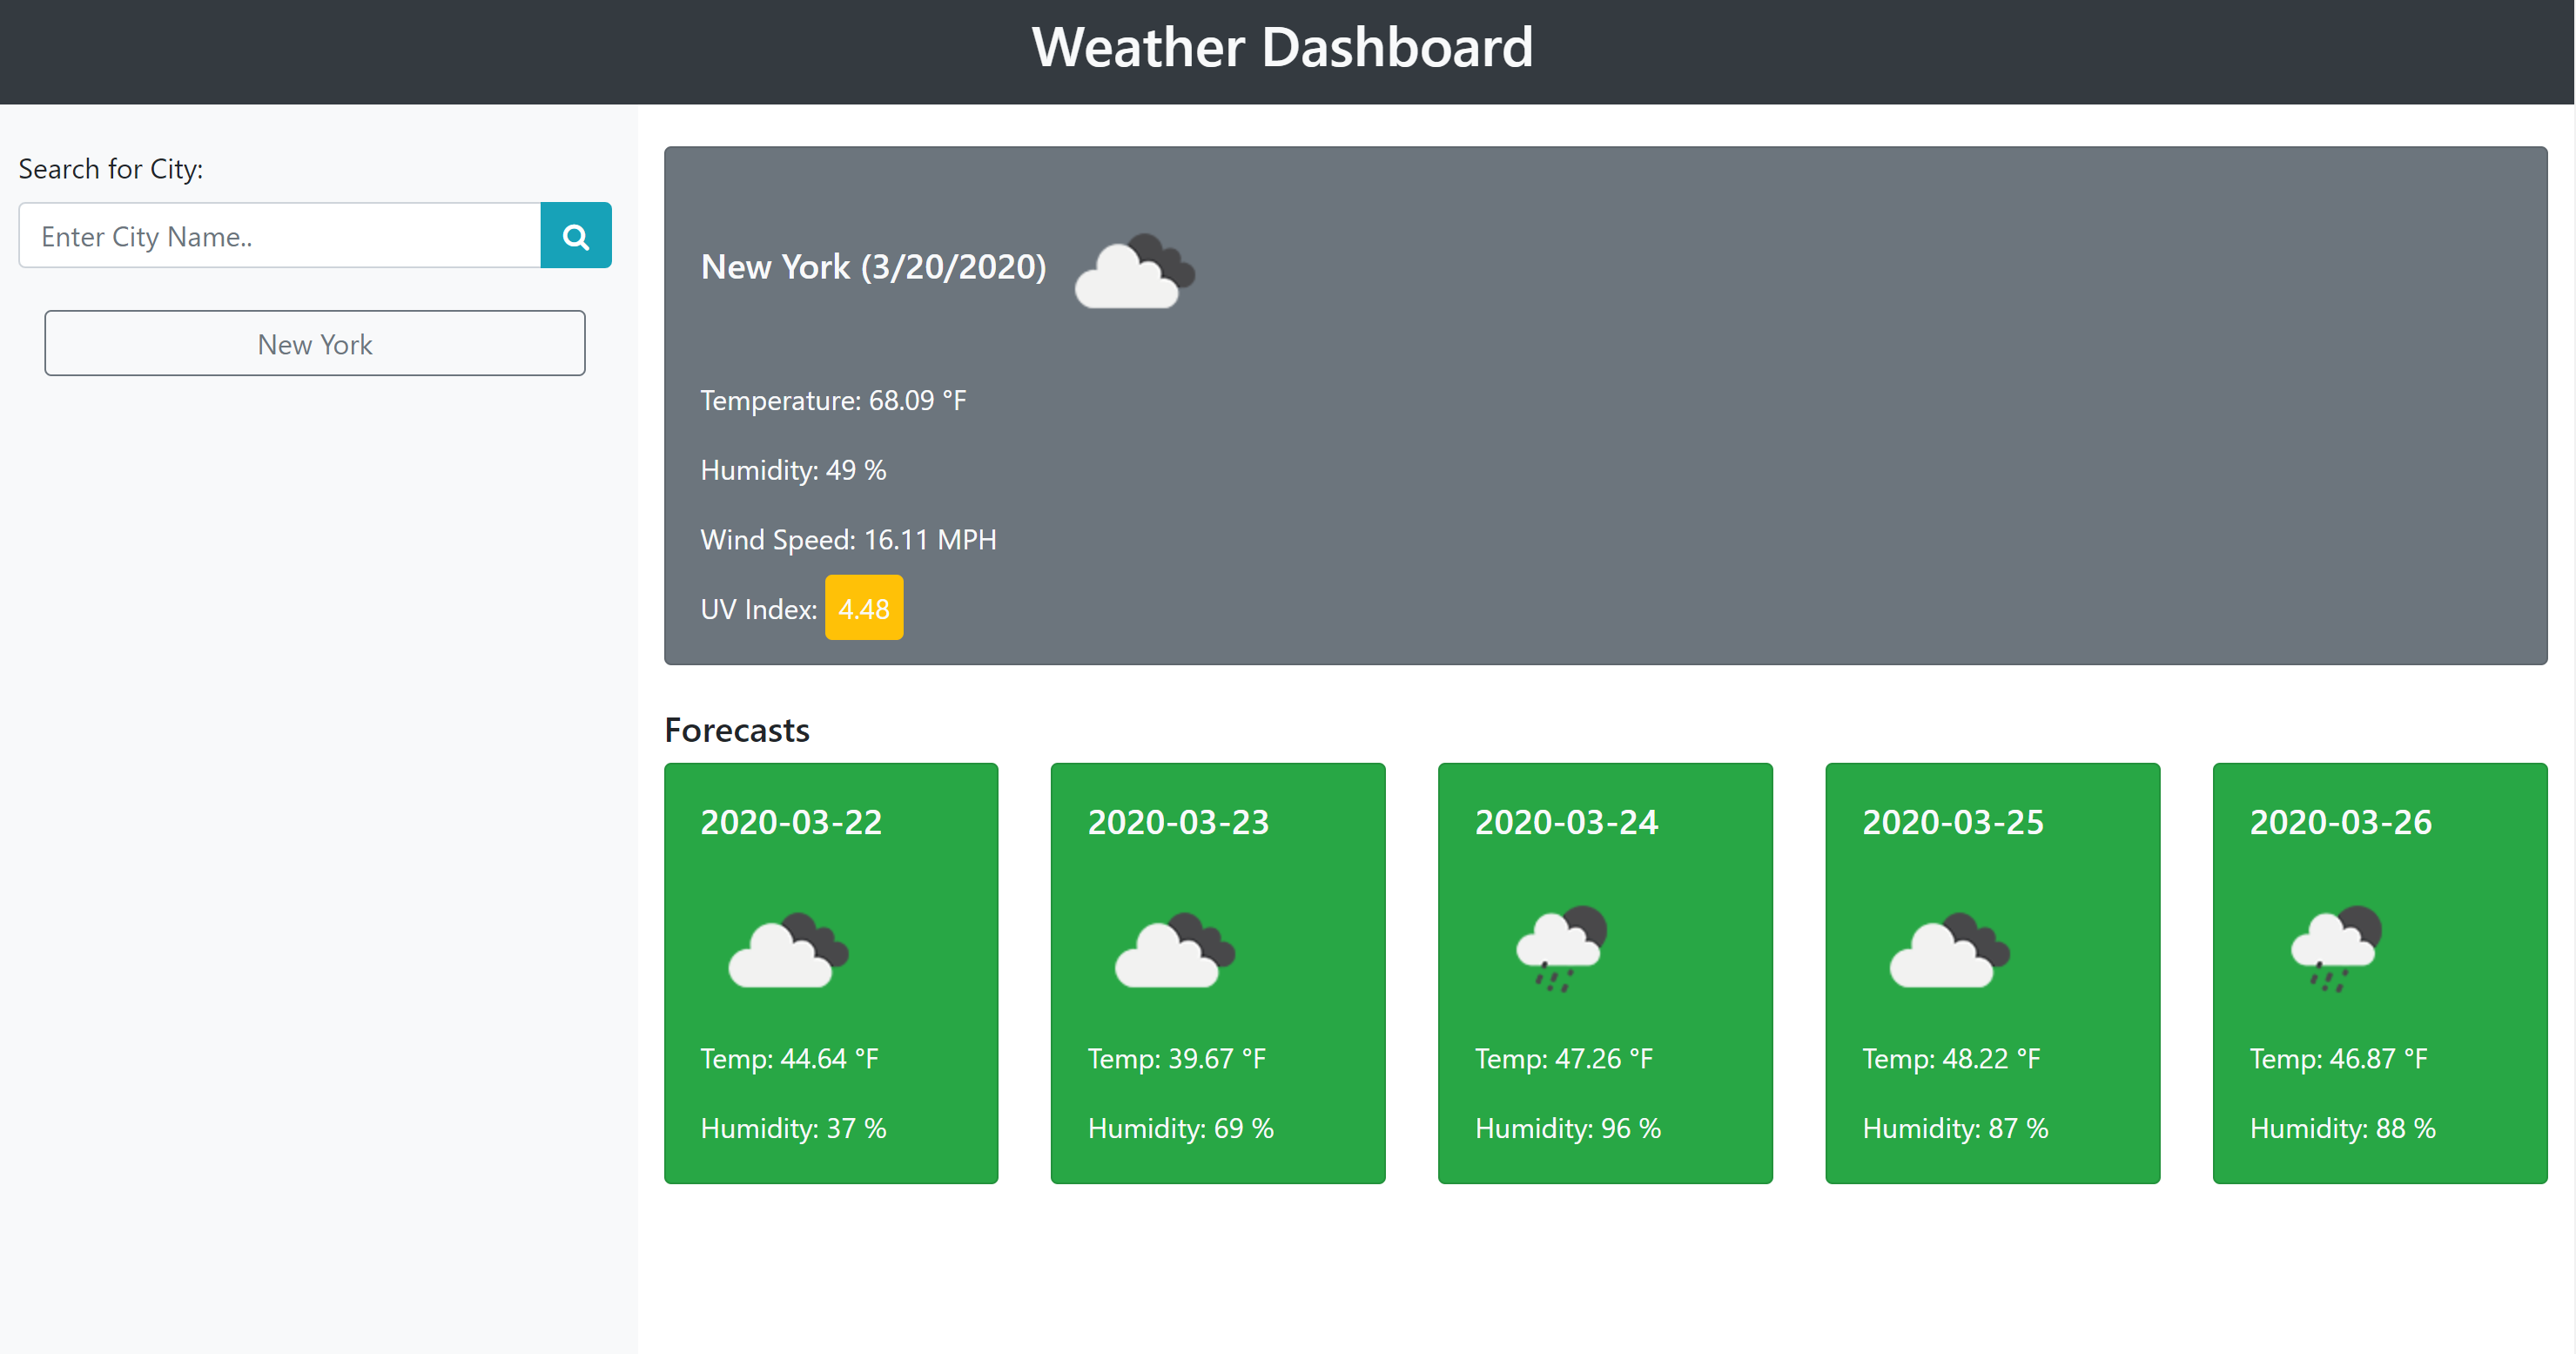 Weather Dashboard
Search for City:
Enter City Name..
New York
New York (3/20/2020)
Temperature: 68.09 °F
Humidity: 49 %
Wind Speed: 16.11 MPH
UV Index: 4.48
Forecasts
2020-03-22
Temp: 44.64 °F
Humidity: 37 %
2020-03-23
Temp: 39.67 °F
Humidity: 69 %
2020-03-24
Temp: 47.26 °F
Humidity: 96 %
2020-03-25
Temp: 48.22 °F
Humidity: 87 %
2020-03-26
Temp: 46.87 °F
Humidity: 88 %